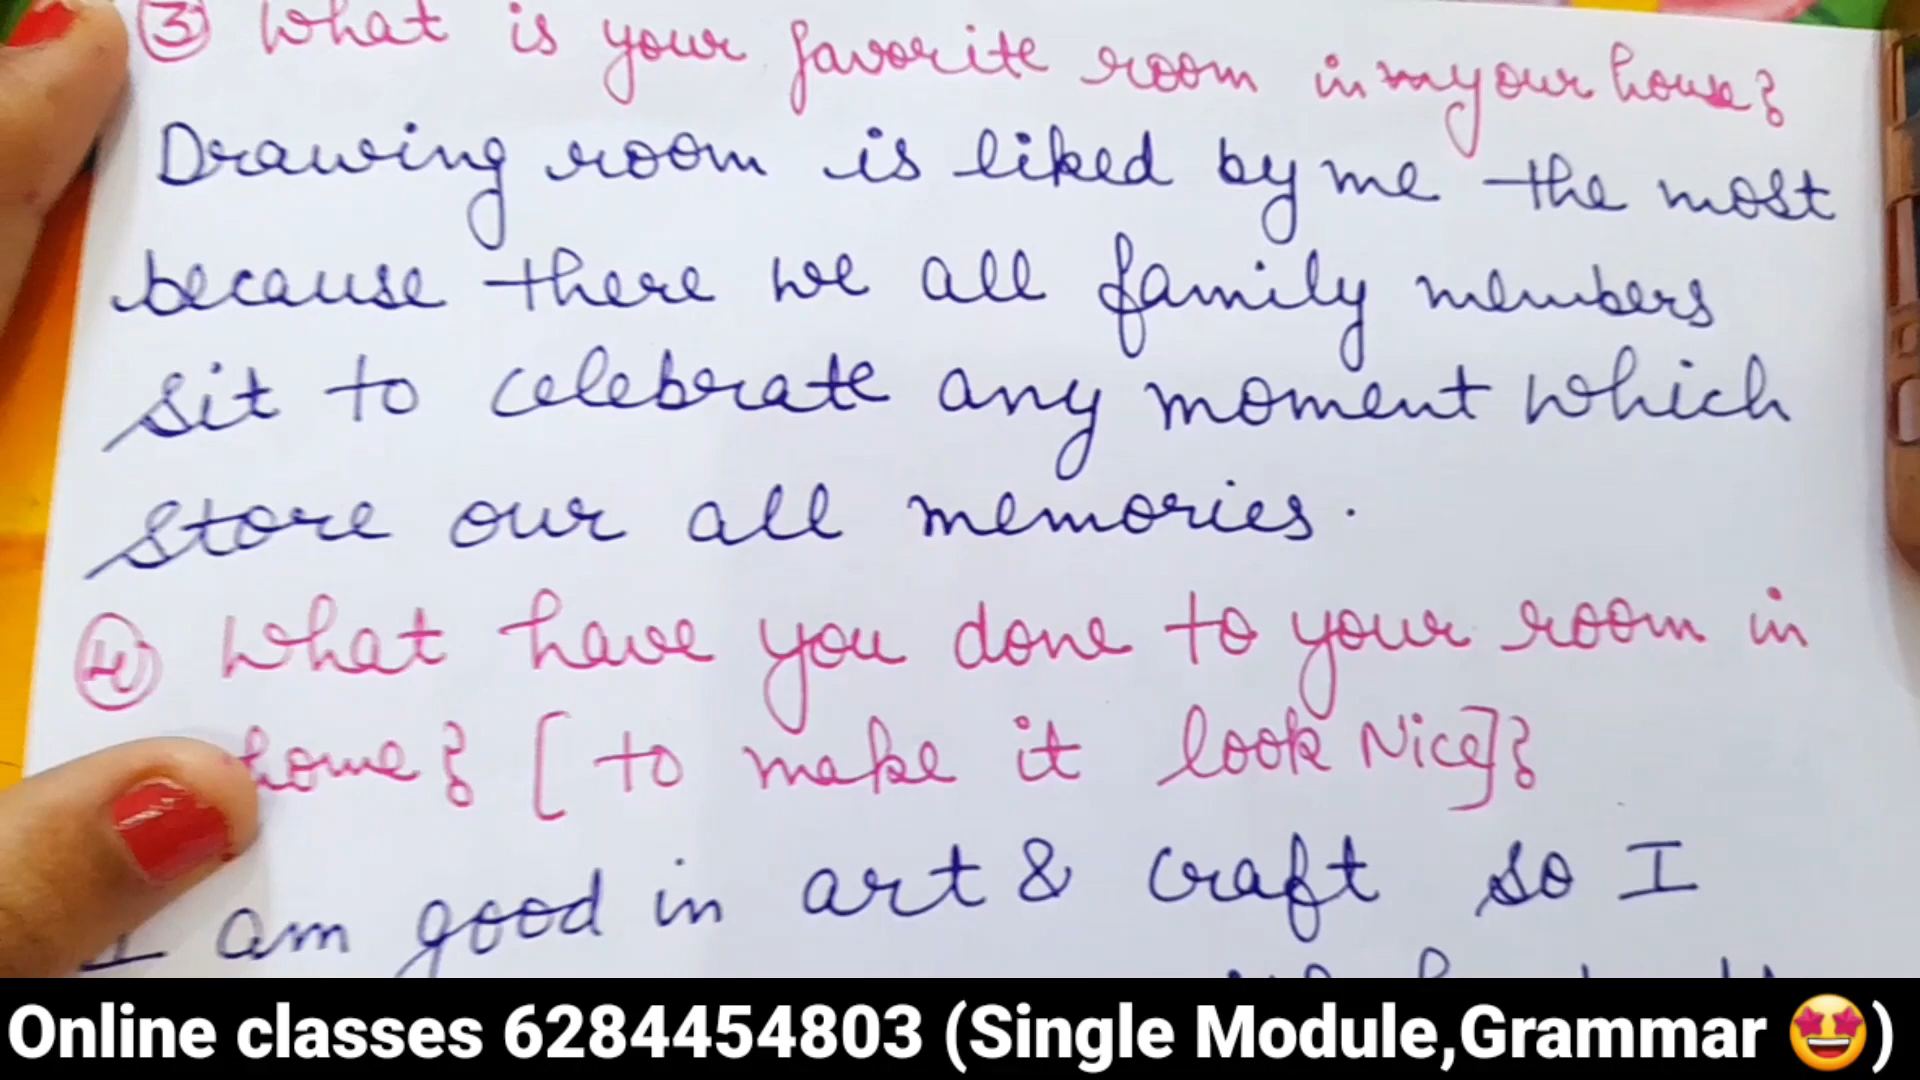 ③ What is your favorite room in my your house?
Drawing room is liked by me the most
because there we all family members
sit to celebrate any moment which
store our all memories.
④ What have you done to your room in
home? [to make it look Nice]?
I am good in art & craft so I
Online classes 6284454803 (Single Module,Grammar 🤩)